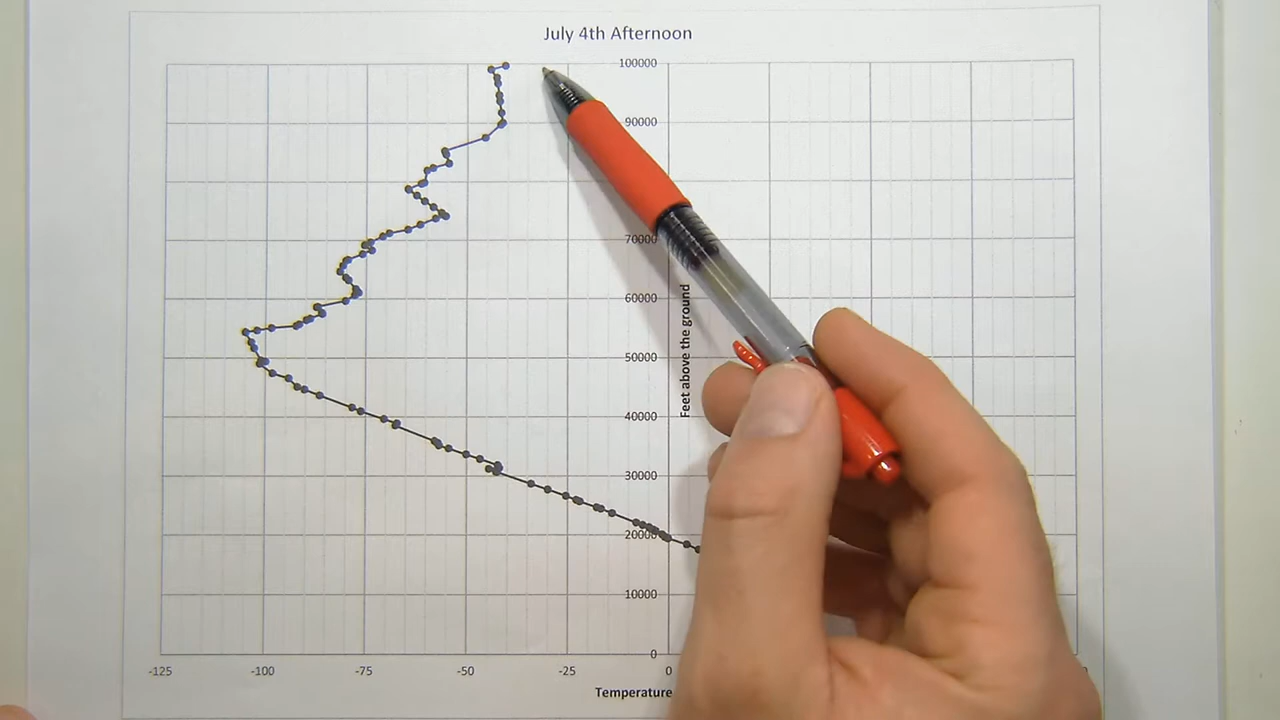 July 4th Afternoon
100000
90000
70000
60000
50000
40000
30000
20000
10000
0
Feet above the ground
-125 -100 -75 -50 -25 0
Temperature